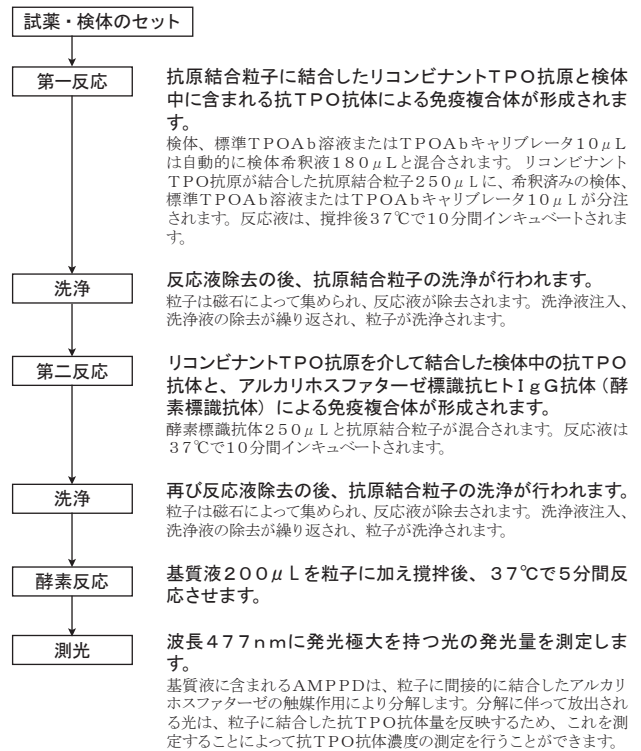 試薬・検体のセット
第一反応
抗原結合粒子に結合したリコンビナントTPO抗原と検体
中に含まれる抗TPO抗体による免疫複合体が形成されま
す。
検体、標準TPOAb溶液またはTPOAbキャリブレータ10μL
は自動的に検体希釈液180μLと混合されます。リコンビナント
TPO抗原が結合した抗原結合粒子250μLに、希釈済みの検体、
標準TPOAb溶液またはTPOAbキャリブレータ10μLが分注
されます。反応液は、撹拌後37℃で10分間インキュベートされま
す。
洗浄
反応液除去の後、抗原結合粒子の洗浄が行われます。
粒子は磁石によって集められ、反応液が除去されます。洗浄液注入、
洗浄液の除去が繰り返され、粒子が洗浄されます。
第二反応
リコンビナントTPO抗原を介して結合した検体中の抗TPO
抗体と、アルカリホスファターゼ標識抗ヒトIgG抗体（酵
素標識抗体）による免疫複合体が形成されます。
酵素標識抗体250μLと抗原結合粒子が混合されます。反応液は
37℃で10分間インキュベートされます。
洗浄
再び反応液除去の後、抗原結合粒子の洗浄が行われます。
粒子は磁石によって集められ、反応液が除去されます。洗浄液注入、
洗浄液の除去が繰り返され、粒子が洗浄されます。
酵素反応
基質液200μLを粒子に加え撹拌後、37℃で5分間反
応させます。
測光
波長477nmに発光極大を持つ光の発光量を測定しま
す。
基質液に含まれるAMPPDは、粒子に間接的に結合したアルカリ
ホスファターゼの触媒作用により分解します。分解に伴って放出され
る光は、粒子に結合した抗TPO抗体量を反映するため、これを測
定することによって抗TPO抗体濃度の測定を行うことができます。